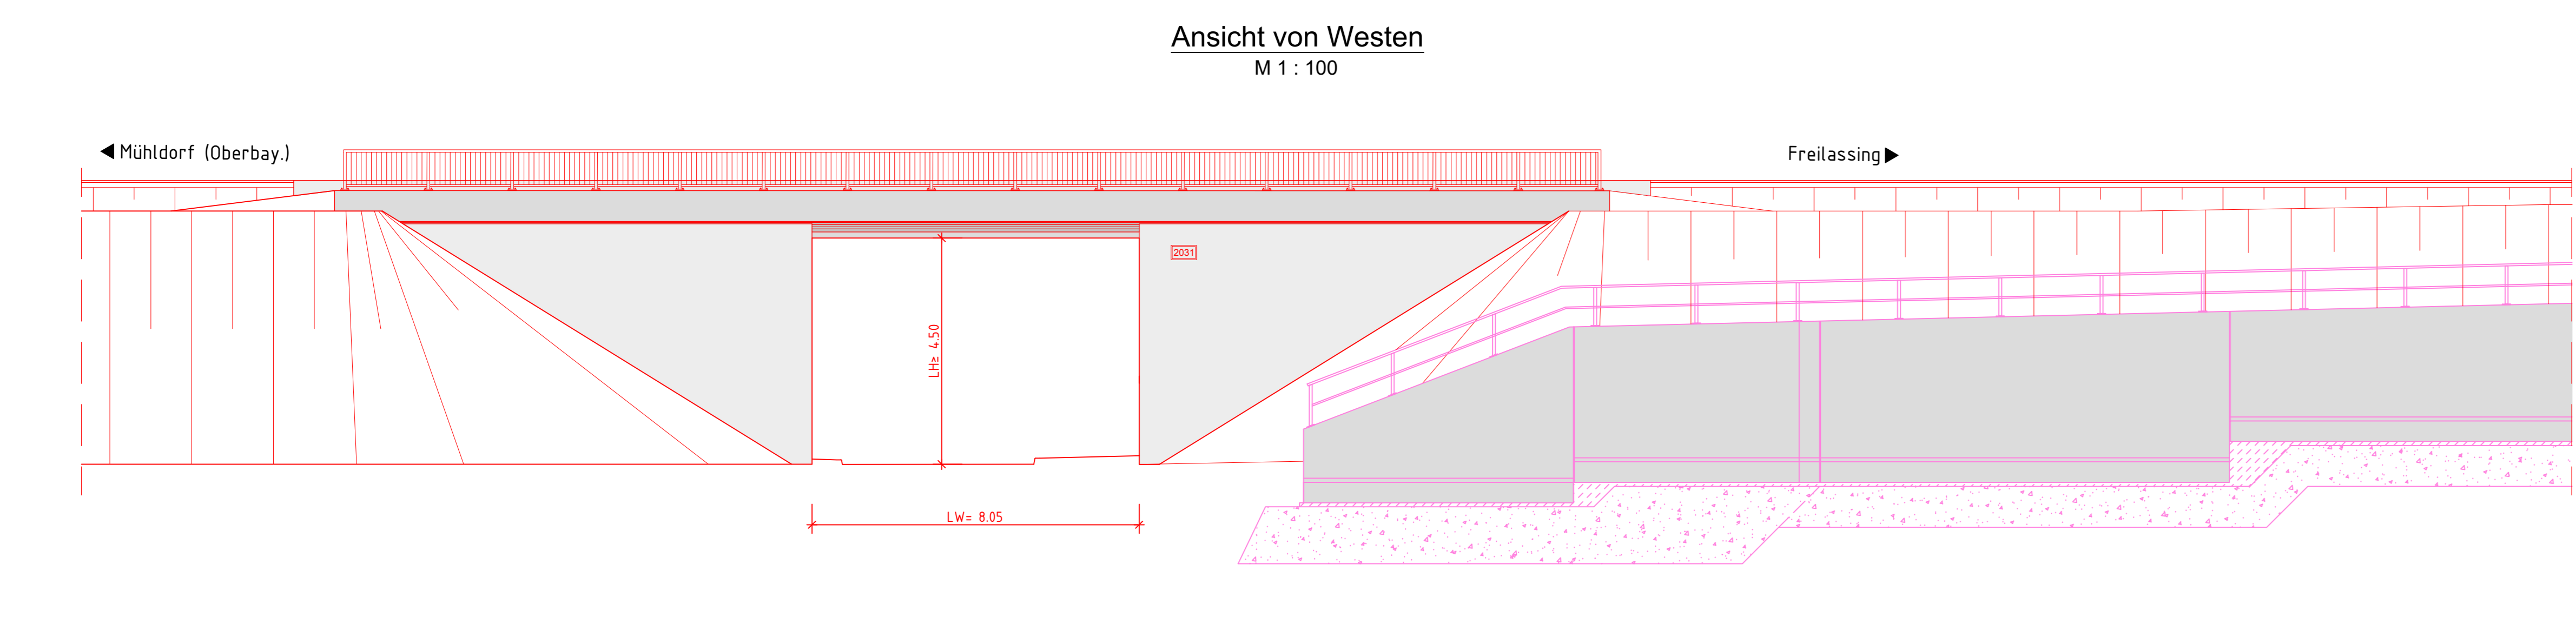 Ansicht von Westen
M 1 : 100
Mühldorf (Oberbay.)
Freilassing
2031
LH≥ 4.50
LW= 8.05